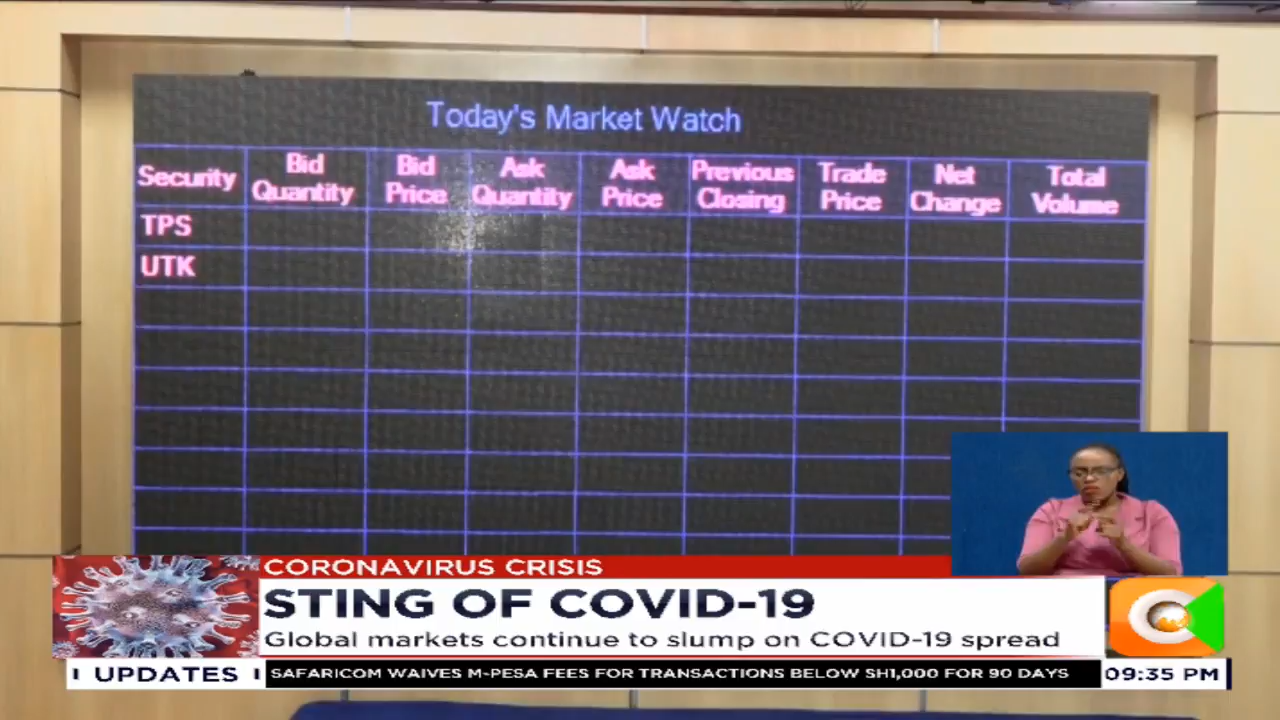 Today's Market Watch
Security Bid Quantity Bid Price Ask Quantity Ask Price Previous Closing Trade Price Net Change Total Volume
TPS
UTK
CORONAVIRUS CRISIS
STING OF COVID-19
Global markets continue to slump on COVID-19 spread
UPDATES SAFARICOM WAIVES M-PESA FEES FOR TRANSACTIONS BELOW SH1,000 FOR 90 DAYS 09:35 PM